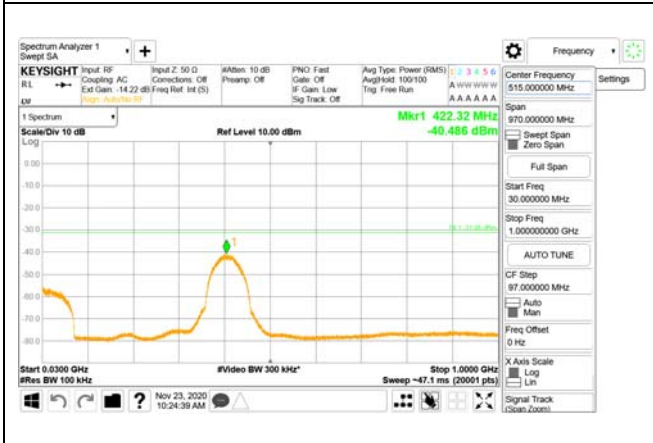 Spectrum Analyzer 1
Swept SA
+
Frequency
KEYSIGHT
Input: RF
Coupling: AC
Ext Gain: -14.22 dB
Align: Auto/No RF
RL
Input Z: 50 Ω
Corrections: Off
Freq Ref: Int (S)
#Atten: 10 dB
Preamp: Off
PNO: Fast
Gate: Off
IF Gain: Low
Sig Track: Off
Avg Type: Power (RMS)
Avg|Hold: 100/100
Trig: Free Run
1 2 3 4 5 6
A W W W W W
A A A A A A
1 Spectrum
Scale/Div 10 dB
Log
Ref Level 10.00 dBm
Mkr1 422.32 MHz
-40.486 dBm
0.00
-10.0
-20.0
-30.0
-40.0
-50.0
-60.0
-70.0
-80.0
1
Start 0.0300 GHz
#Res BW 100 kHz
#Video BW 300 kHz*
Stop 1.0000 GHz
Sweep ~47.1 ms (20001 pts)
Nov 23, 2020
10:24:39 AM
?
Center Frequency
515.000000 MHz
Settings
Span
970.000000 MHz
Swept Span
Zero Span
Full Span
Start Freq
30.000000 MHz
Stop Freq
1.000000000 GHz
AUTO TUNE
CF Step
97.000000 MHz
Auto
Man
Freq Offset
0 Hz
X Axis Scale
Log
Lin
Signal Track
(Span Zoom)